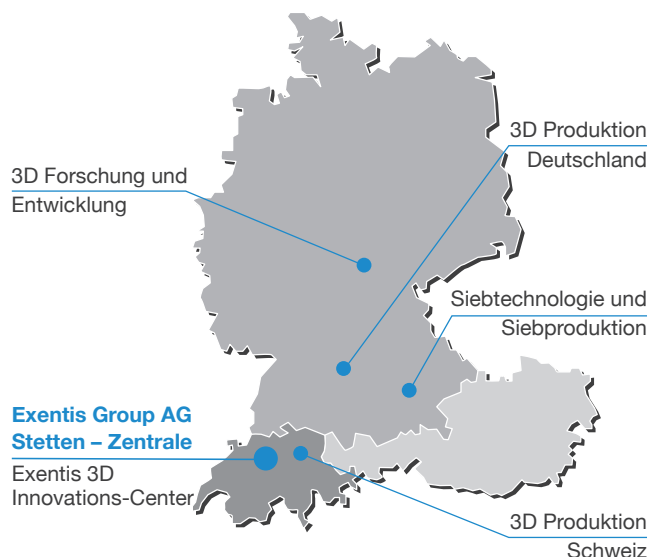 3D Produktion
Deutschland
3D Forschung und
Entwicklung
Siebtechnologie und
Siebproduktion
Exentis Group AG
Stetten – Zentrale
Exentis 3D
Innovations-Center
3D Produktion
Schweiz